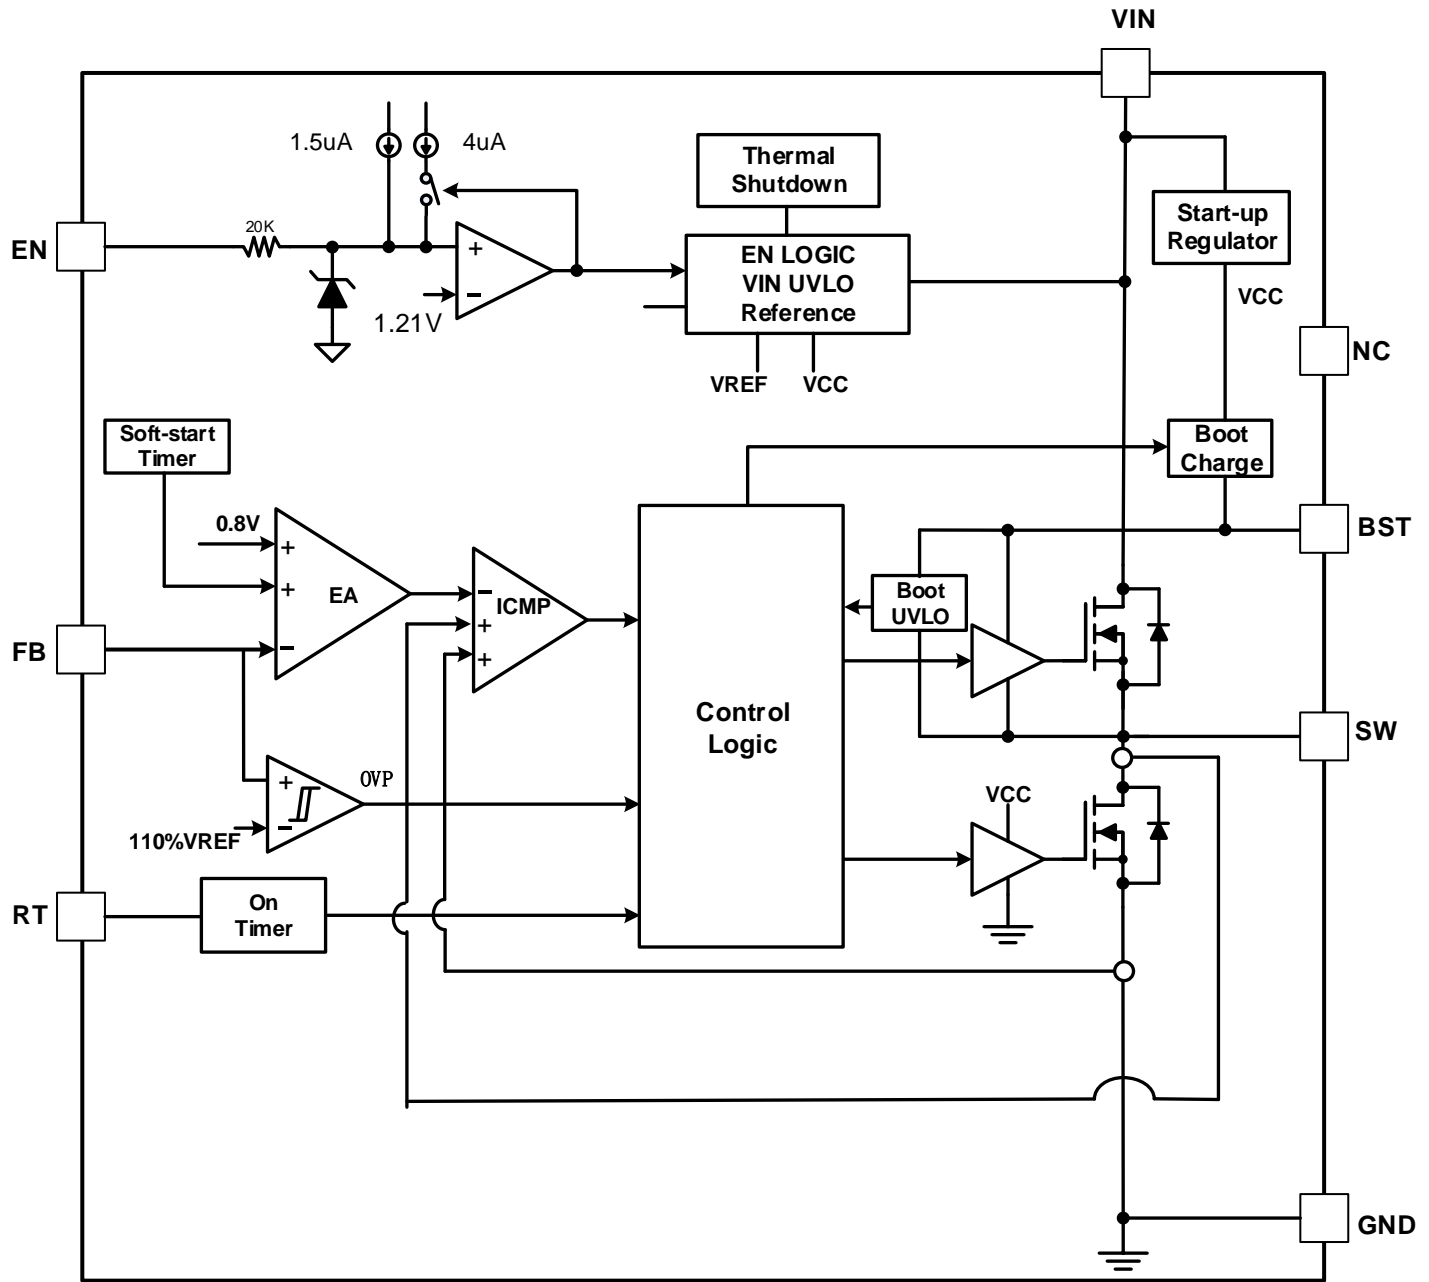 VIN
1.5uA
4uA
Thermal
Shutdown
Start-up
Regulator
EN
20K
+
−
1.21V
EN LOGIC
VIN UVLO
Reference
VCC
NC
VREF
VCC
Soft-start
Timer
Boot
Charge
0.8V
+
+
−
EA
−
+
+
ICMP
BST
Boot
UVLO
FB
Control
Logic
SW
OVP
+
−
110%VREF
VCC
RT
On
Timer
GND